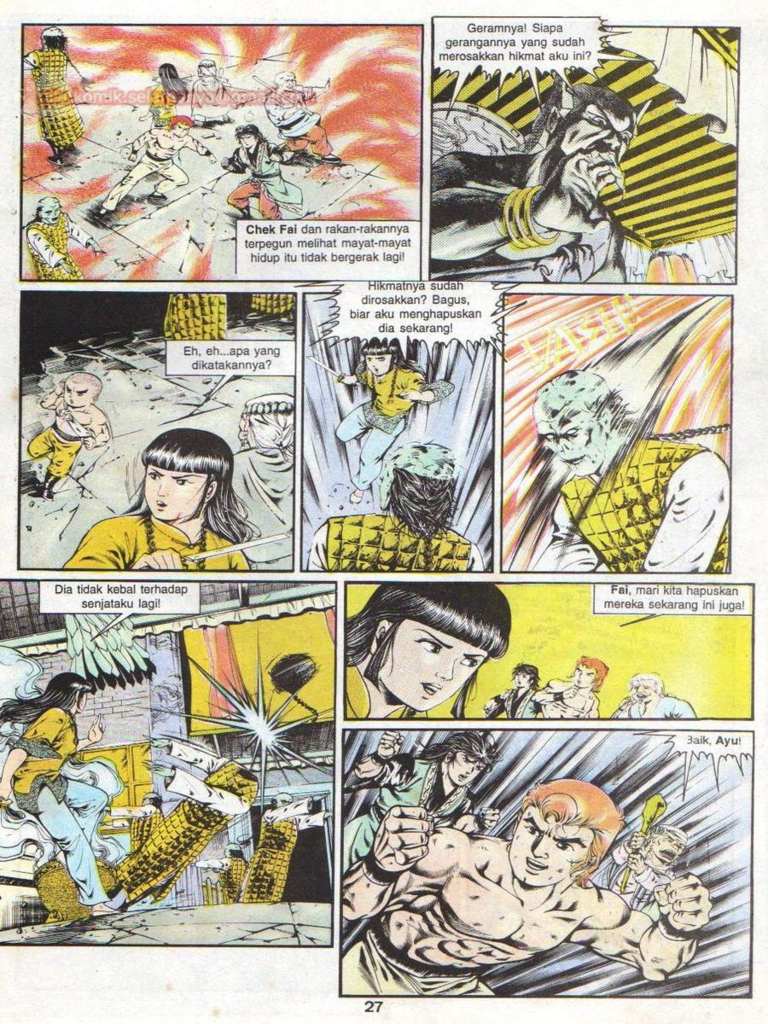 Chek Fai dan rakan-rakannya
terpegun melihat mayat-mayat
hidup itu tidak bergerak lagi!
Geramnya! Siapa
gerangannya yang sudah
merosakkan hikmat aku ini?
Eh, eh...apa yang
dikatakannya?
Hikmatnya sudah
dirosakkan? Bagus,
biar aku menghapuskan
dia sekarang!
Dia tidak kebal terhadap
senjataku lagi!
Fai, mari kita hapuskan
mereka sekarang ini juga!
Baik, Ayu!
27